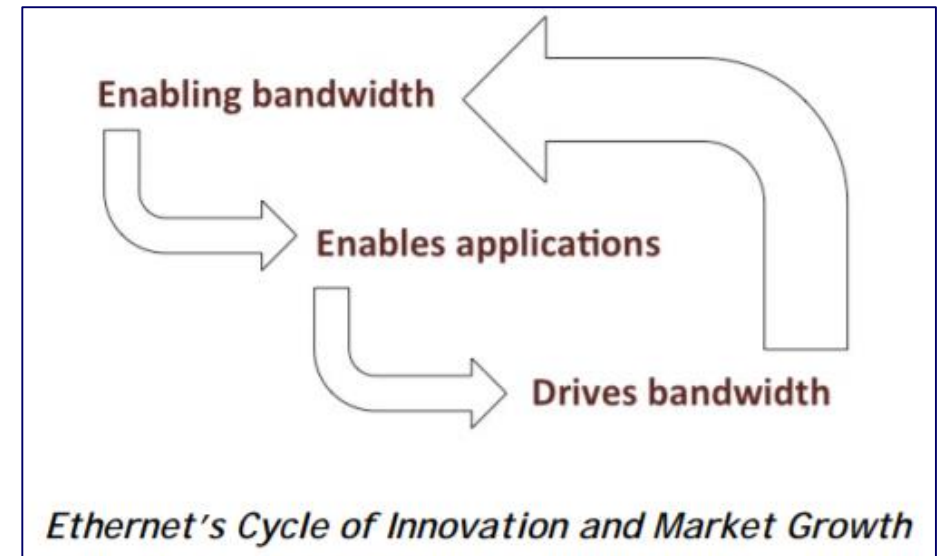 Enabling bandwidth
Enables applications
Drives bandwidth
Ethernet's Cycle of Innovation and Market Growth